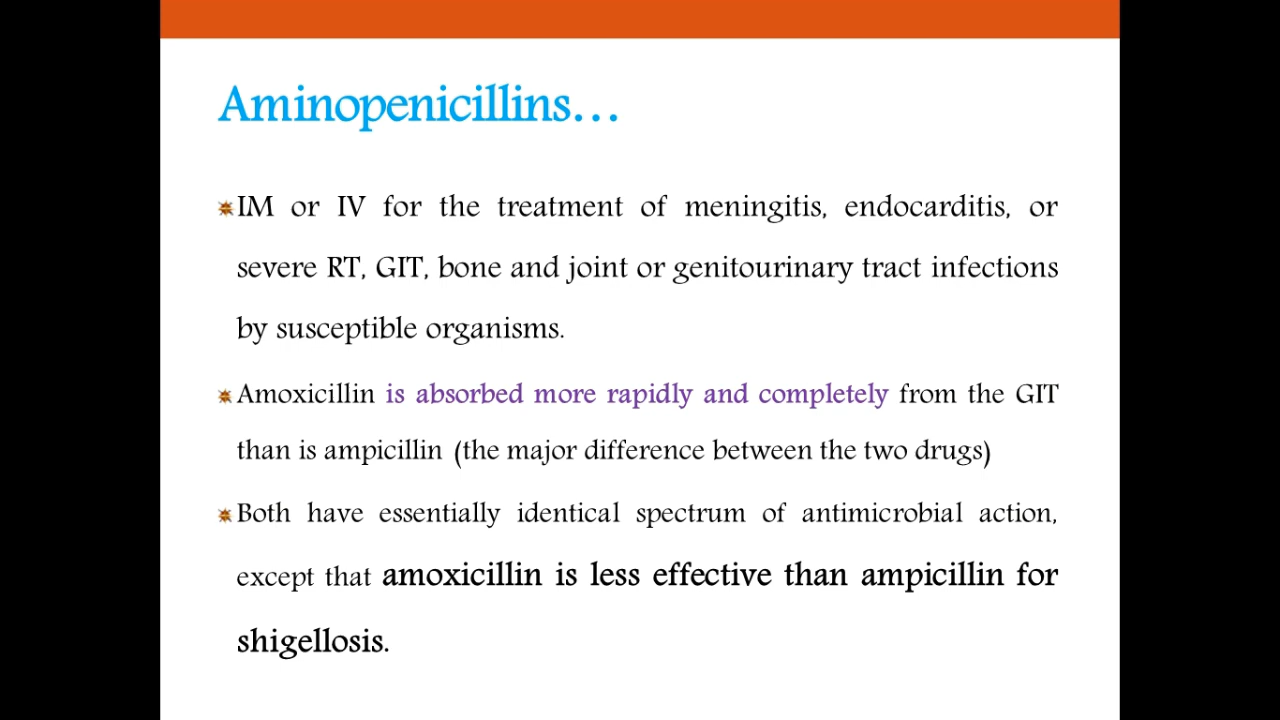 Aminopenicillins...
IM or IV for the treatment of meningitis, endocarditis, or
severe RT, GIT, bone and joint or genitourinary tract infections
by susceptible organisms.
Amoxicillin is absorbed more rapidly and completely from the GIT
than is ampicillin (the major difference between the two drugs)
Both have essentially identical spectrum of antimicrobial action,
except that amoxicillin is less effective than ampicillin for
shigellosis.